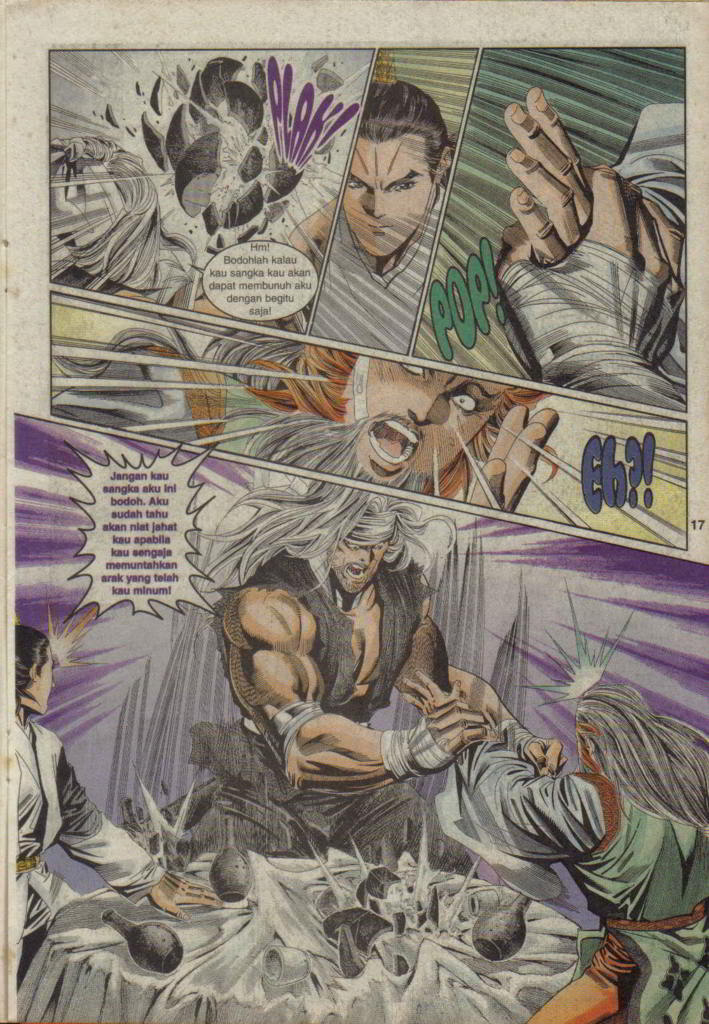 PLAK!
Hm!
Bodohlah kalau
kau sangka kau akan
dapat membunuh aku
dengan begitu
saja!
POP!
Eh?!
17
Jangan kau
sangka aku ini
bodoh. Aku
sudah tahu
akan niat jahat
kau apabila
kau sengaja
memuntahkan
arak yang telah
kau minum!